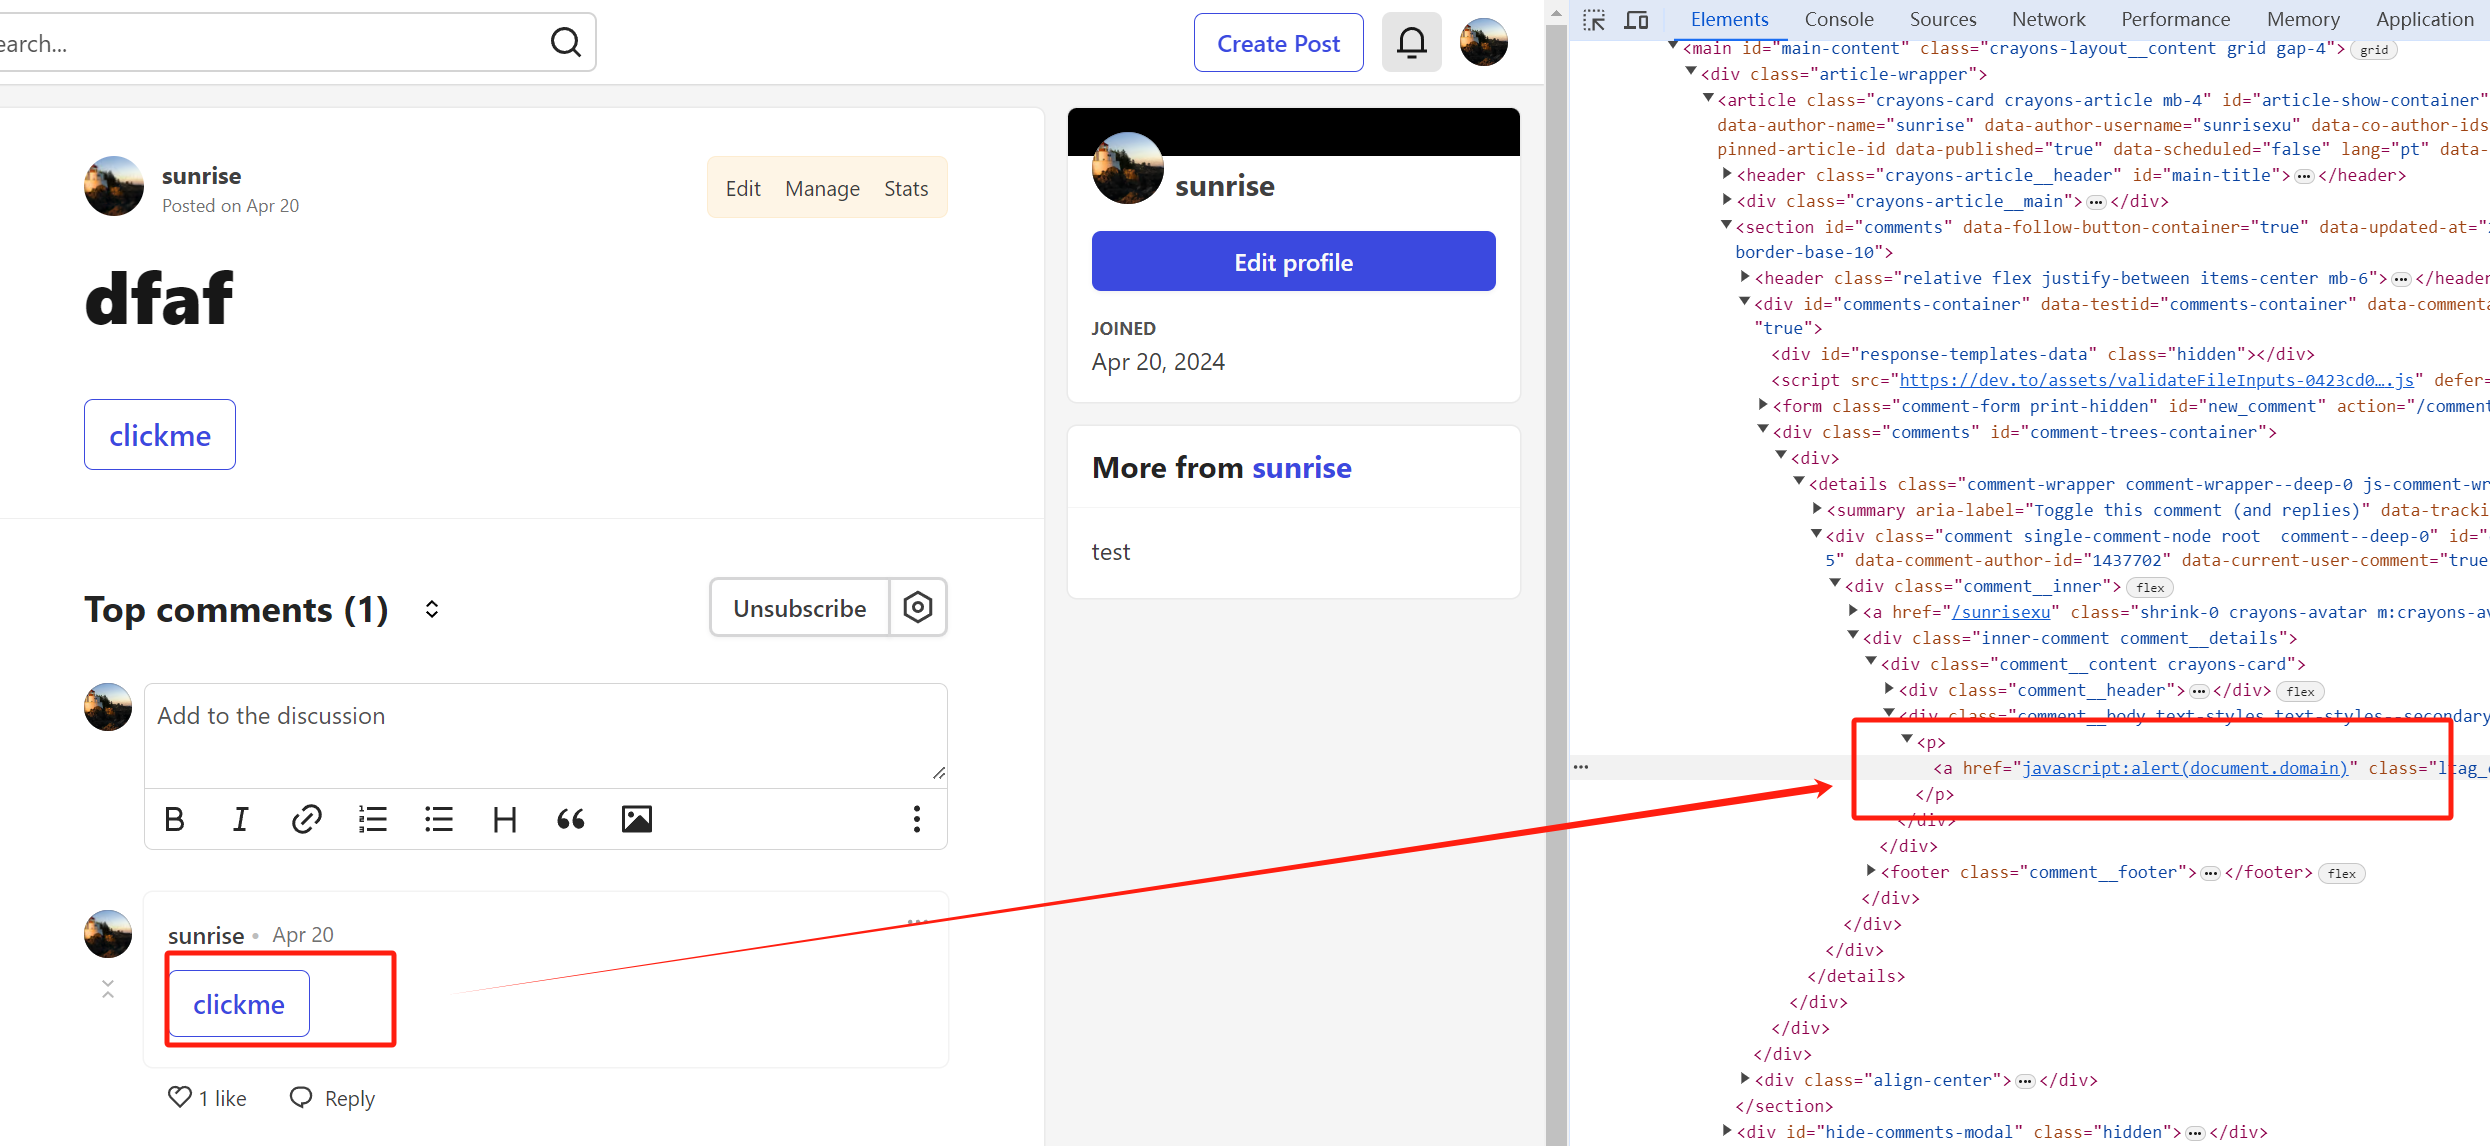 earch...
Create Post
sunrise
Posted on Apr 20
Edit Manage Stats
dfaf
clickme
Top comments (1)
Unsubscribe
Add to the discussion
sunrise • Apr 20
clickme
1 like
Reply
sunrise
Edit profile
JOINED
Apr 20, 2024
More from sunrise
test
Elements Console Sources Network Performance Memory Application
<main id="main-content" class="crayons-layout__content grid gap-4"> grid
<div class="article-wrapper">
<article class="crayons-card crayons-article mb-4" id="article-show-container"
data-author-name="sunrise" data-author-username="sunrisexu" data-co-author-ids
pinned-article-id data-published="true" data-scheduled="false" lang="pt" data-
<header class="crayons-article__header" id="main-title">…</header>
<div class="crayons-article__main">…</div>
<section id="comments" data-follow-button-container="true" data-updated-at="
border-base-10">
<header class="relative flex justify-between items-center mb-6">…</header
<div id="comments-container" data-testid="comments-container" data-commenta
"true">
<div id="response-templates-data" class="hidden"></div>
<script src="https://dev.to/assets/validateFileInputs-0423cd0….js" defer=
<form class="comment-form print-hidden" id="new_comment" action="/comment
<div class="comments" id="comment-trees-container">
<div>
<details class="comment-wrapper comment-wrapper--deep-0 js-comment-wr
<summary aria-label="Toggle this comment (and replies)" data-tracki
<div class="comment single-comment-node root  comment--deep-0" id="
5" data-comment-author-id="1437702" data-current-user-comment="true
<div class="comment__inner"> flex
<a href="/sunrisexu" class="shrink-0 crayons-avatar m:crayons-av
<div class="inner-comment comment__details">
<div class="comment__content crayons-card">
<div class="comment__header">…</div> flex
<div class="comment__body text-styles text-styles--secondary
<p>
<a href="javascript:alert(document.domain)" class="ltag_
</p>
</div>
</div>
<footer class="comment__footer">…</footer> flex
</div>
</div>
</div>
</details>
</div>
</div>
</div>
<div class="align-center">…</div>
</section>
<div id="hide-comments-modal" class="hidden">…</div>